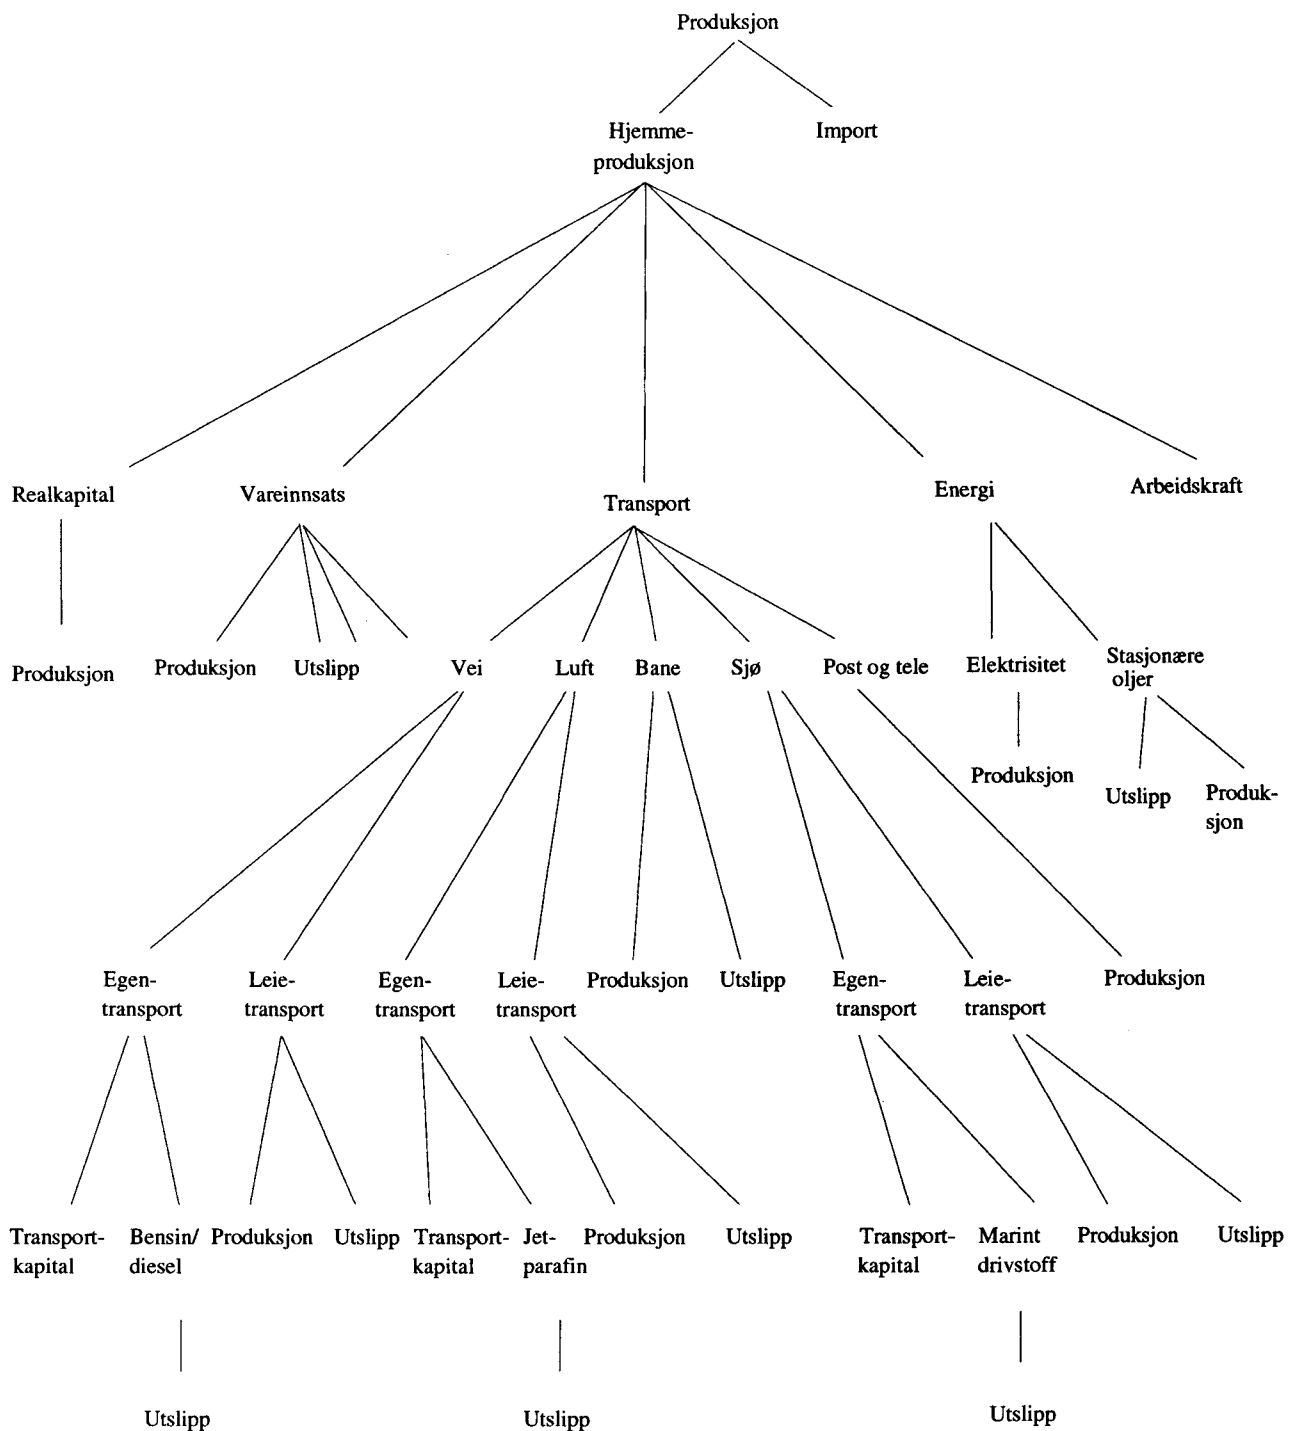 Produksjon
Hjemme-
produksjon
Import
Realkapital
Vareinnsats
Transport
Energi
Arbeidskraft
Produksjon
Produksjon
Utslipp
Vei
Luft
Bane
Sjø
Post og tele
Elektrisitet
Stasjonære
oljer
Produksjon
Utslipp
Produk-
sjon
Egen-
transport
Leie-
transport
Egen-
transport
Leie-
transport
Produksjon
Utslipp
Egen-
transport
Leie-
transport
Produksjon
Transport-
kapital
Bensin/
diesel
Produksjon
Utslipp
Transport-
kapital
Jet-
parafin
Produksjon
Utslipp
Transport-
kapital
Marint
drivstoff
Produksjon
Utslipp
Utslipp
Utslipp
Utslipp